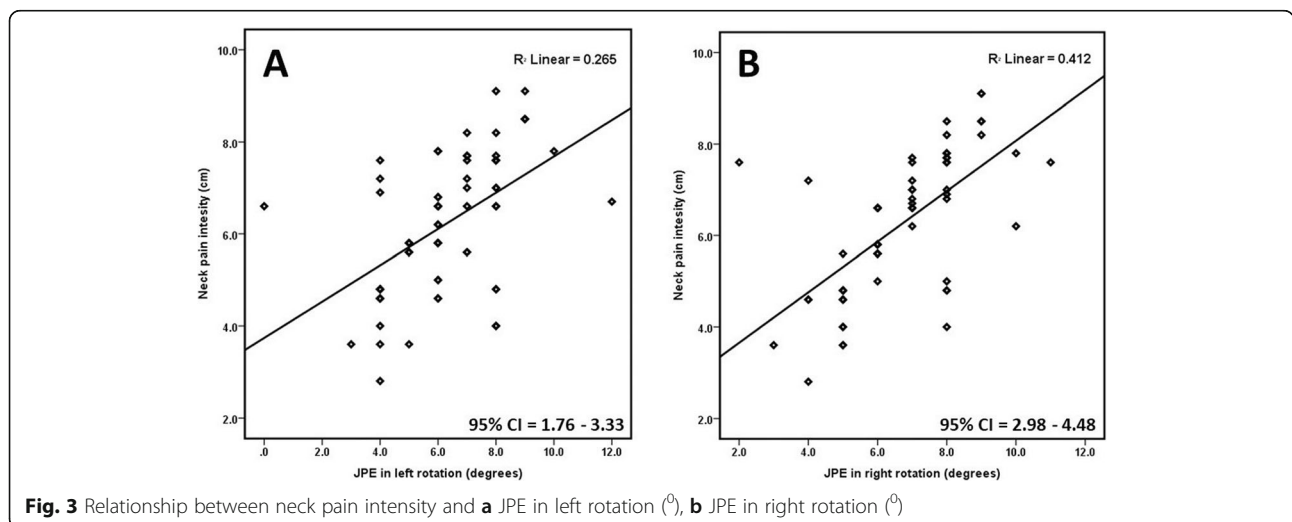 A
R² Linear = 0.265
10.0
8.0
6.0
4.0
2.0
Neck pain intesity (cm)
.0 2.0 4.0 6.0 8.0 10.0 12.0
JPE in left rotation (degrees)
95% CI = 1.76 - 3.33
B
R² Linear = 0.412
10.0
8.0
6.0
4.0
2.0
Neck pain intesity (cm)
2.0 4.0 6.0 8.0 10.0 12.0
JPE in right rotation (degrees)
95% CI = 2.98 - 4.48
Fig. 3 Relationship between neck pain intensity and a JPE in left rotation (⁰), b JPE in right rotation (⁰)